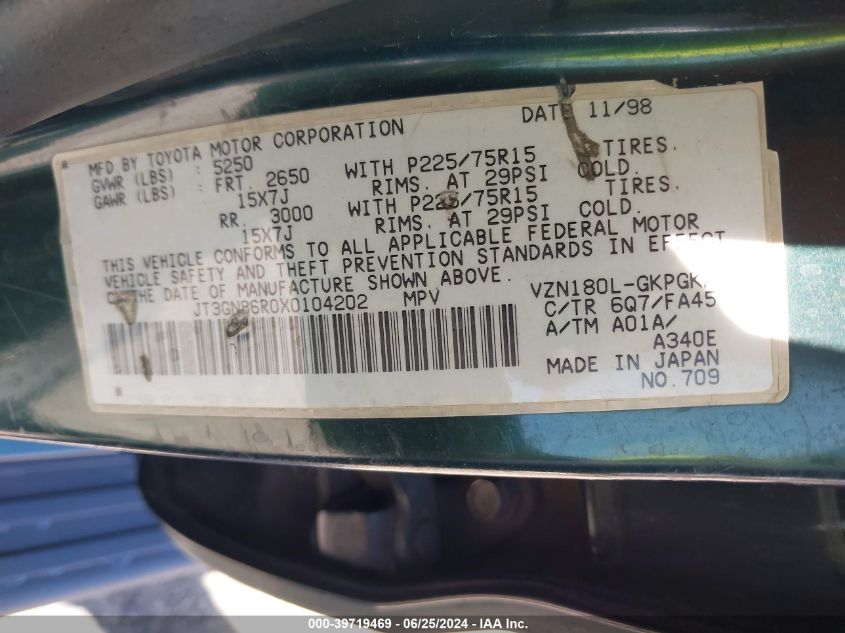 MFD BY TOYOTA MOTOR CORPORATION DATE 11/98
GVWR (LBS) : 5250
GAWR (LBS) : FRT. 2650 WITH P225/75R15 TIRES.
15X7J RIMS. AT 29PSI COLD.
RR. 3000 WITH P225/75R15 TIRES.
15X7J RIMS. AT 29PSI COLD.
THIS VEHICLE CONFORMS TO ALL APPLICABLE FEDERAL MOTOR
VEHICLE SAFETY AND THEFT PREVENTION STANDARDS IN EFFECT
ON THE DATE OF MANUFACTURE SHOWN ABOVE.
JT3GN86R0X0104202 MPV
VZN180L-GKPGK
C/TR 6Q7/FA45
A/TM A01A/
A340E
MADE IN JAPAN
NO.709
000-39719469 - 06/25/2024 - IAA Inc.